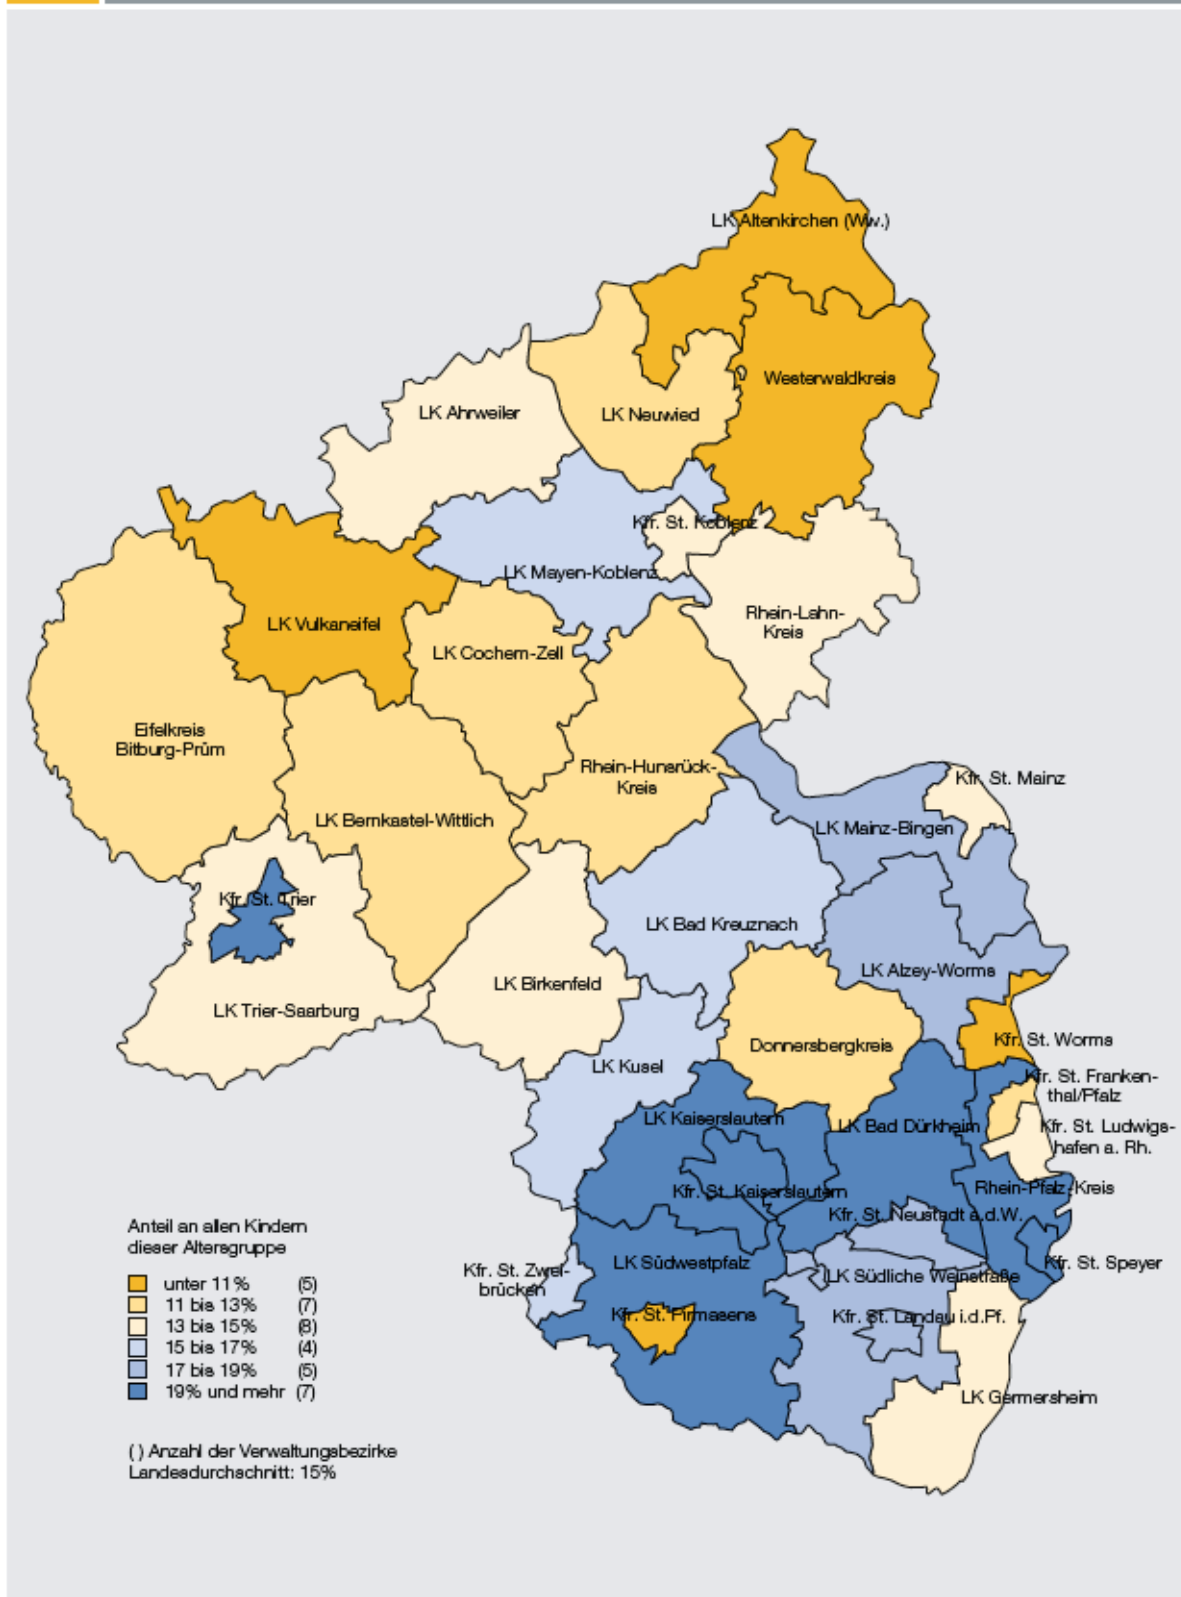 LK Altenkirchen (Ww.)
Westerwaldkreis
LK Ahrweiler
LK Neuwied
Kfr. St. Koblenz
LK Mayen-Koblenz
Rhein-Lahn-
Kreis
LK Vulkaneifel
LK Cochem-Zell
Eifelkreis
Bitburg-Prüm
Rhein-Hunsrück-
Kreis
Kfr. St. Mainz
LK Bernkastel-Wittlich
LK Mainz-Bingen
Kfr. St. Trier
LK Bad Kreuznach
LK Alzey-Worms
LK Birkenfeld
LK Trier-Saarburg
Donnersbergkreis
Kfr. St. Worms
LK Kusel
Kfr. St. Franken-
thal/Pfalz
LK Kaiserslautern
LK Bad Dürkheim
Kfr. St. Ludwigs-
hafen a. Rh.
Kfr. St. Kaiserslautern
Rhein-Pfalz-Kreis
Kfr. St. Neustadt a.d.W.
Kfr. St. Zwei-
brücken
LK Südwestpfalz
LK Südliche Weinstraße
Kfr. St. Speyer
Kfr. St. Pirmasens
Kfr. St. Landau i.d.Pf.
LK Germersheim
Anteil an allen Kindern
dieser Altersgruppe
unter 11% (5)
11 bis 13% (7)
13 bis 15% (8)
15 bis 17% (4)
17 bis 19% (5)
19% und mehr (7)
( ) Anzahl der Verwaltungsbezirke
Landesdurchschnitt: 15%